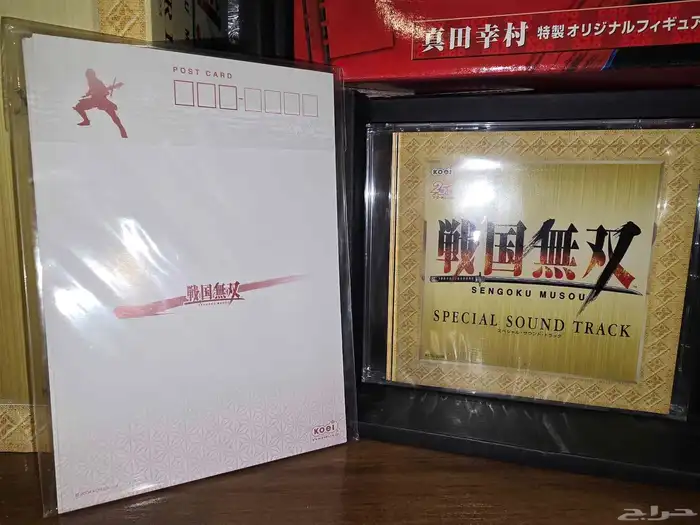 真田幸村 特製オリジナルフィギュア
POST CARD
戦国無双
KOEI
KOEI
戦国無双
SENGOKU MUSOU
SPECIAL SOUND TRACK
スペシャル・サウンド・トラック
حراج